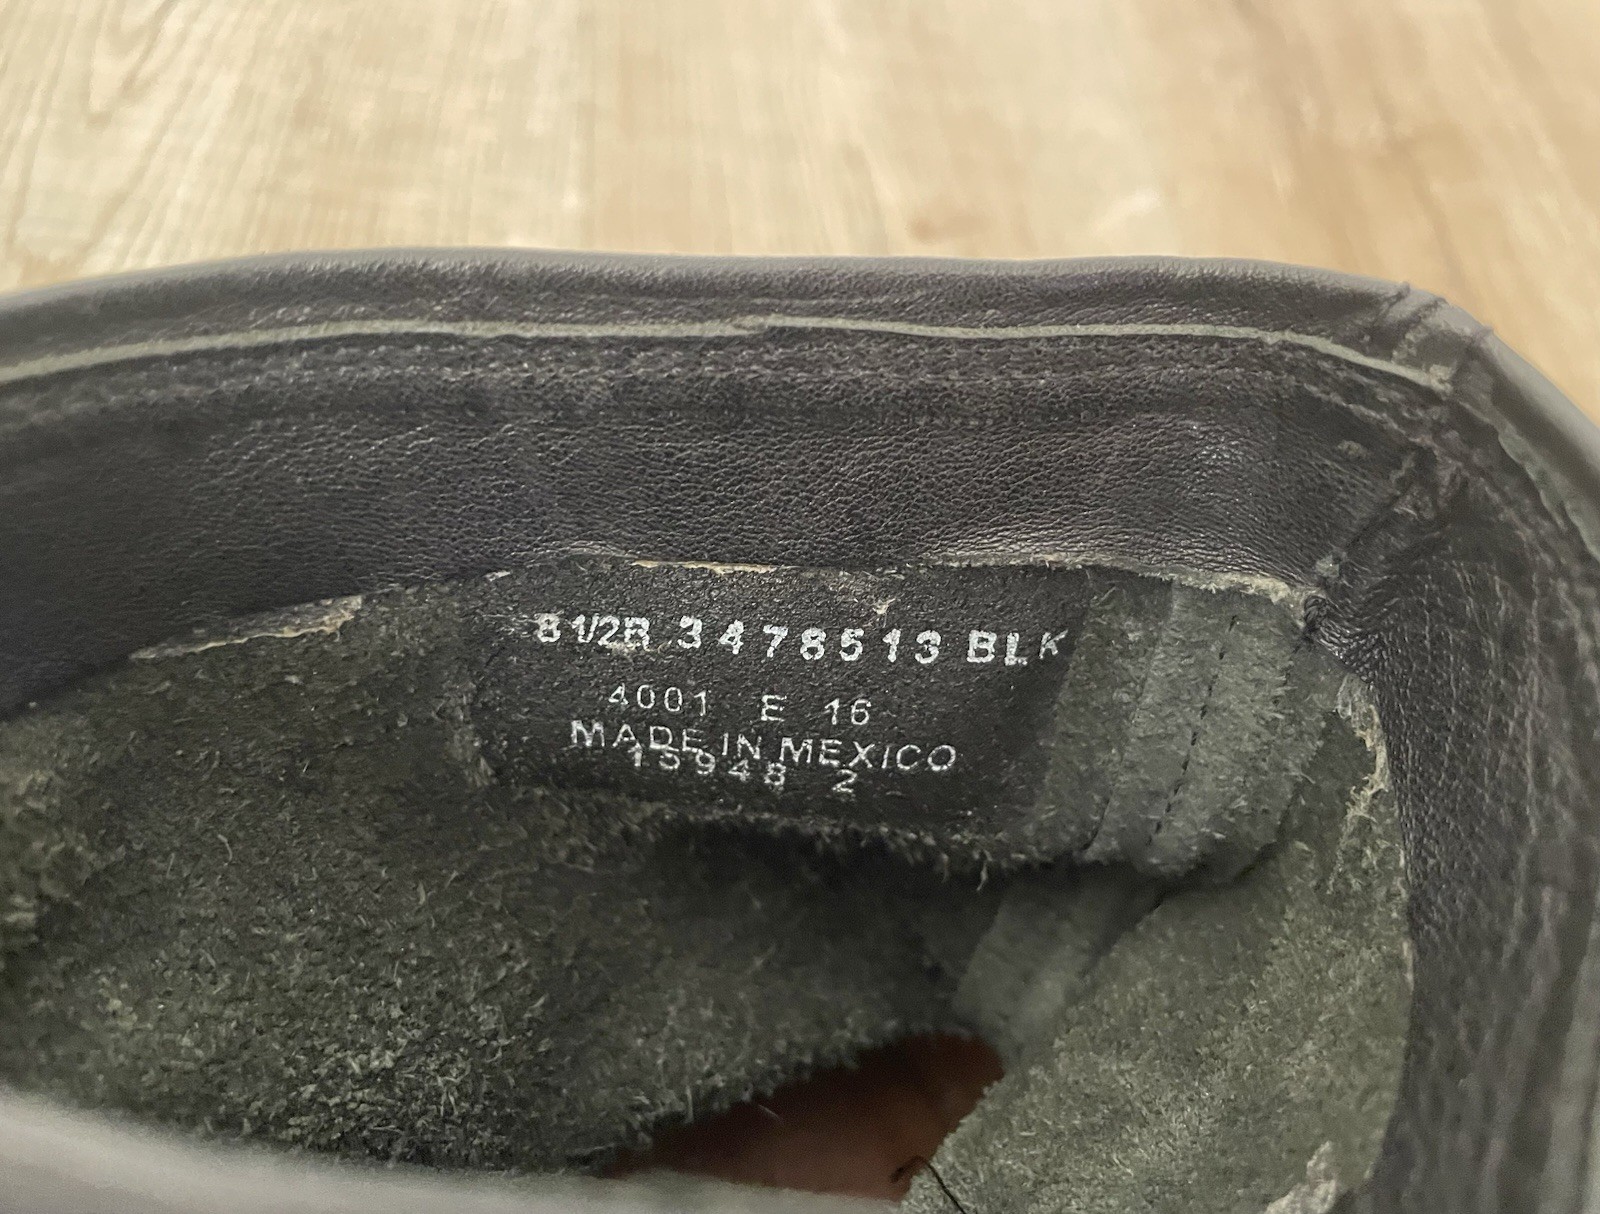 8 1/2R 3478513 BLK
4001 E 16
MADE IN MEXICO
15948 2